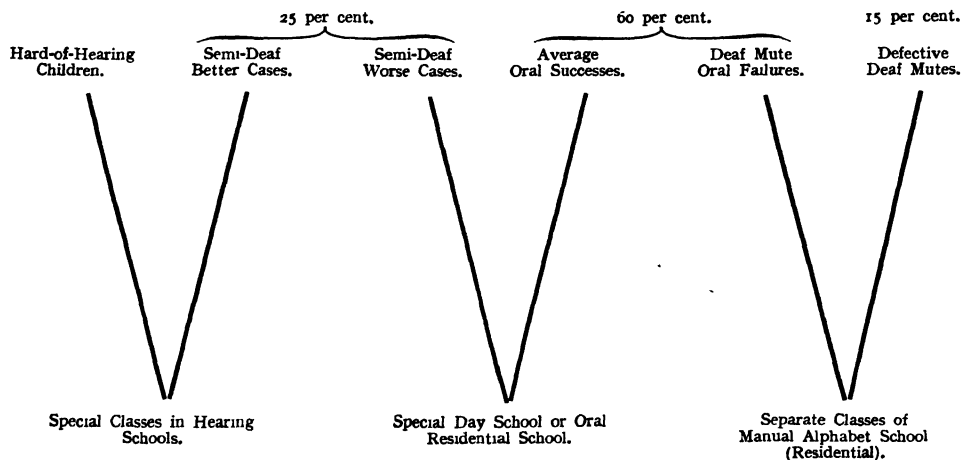 25 per cent. 60 per cent. 15 per cent.
Hard-of-Hearing
Children.
Semi-Deaf
Better Cases.
Semi-Deaf
Worse Cases.
Average
Oral Successes.
Deaf Mute
Oral Failures.
Defective
Deaf Mutes.
Special Classes in Hearing
Schools.
Special Day School or Oral
Residential School.
Separate Classes of
Manual Alphabet School
(Residential).